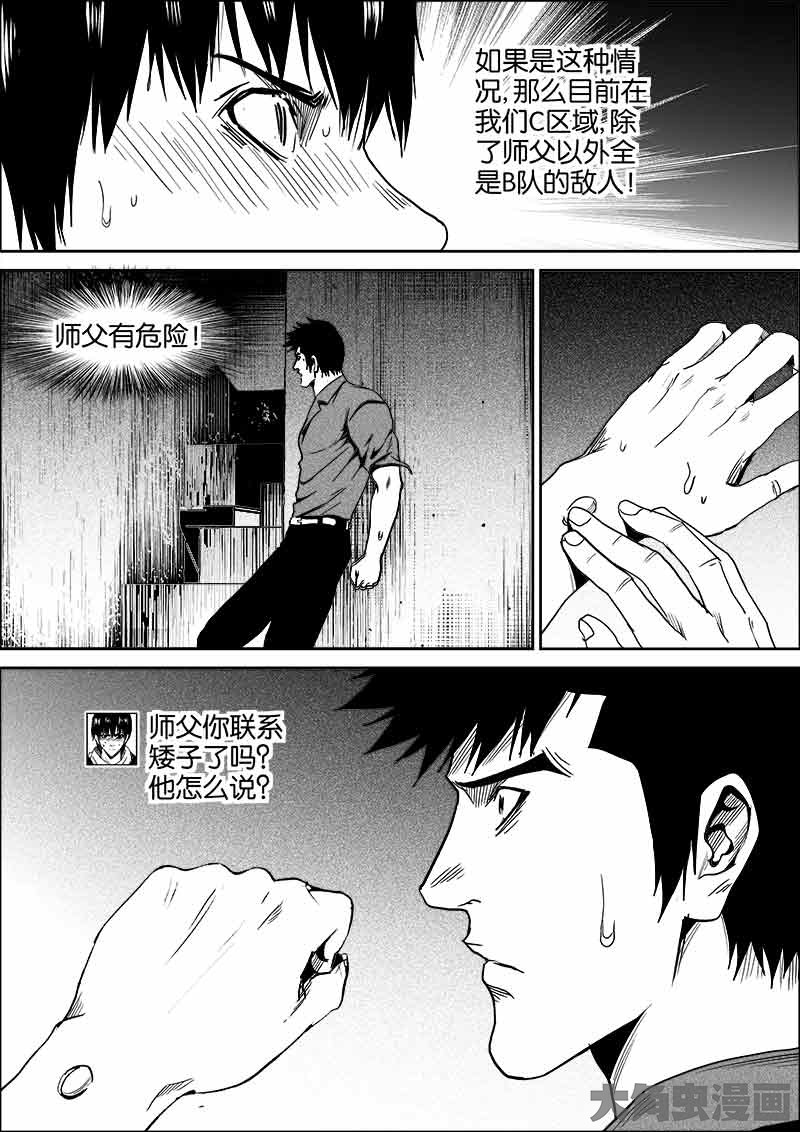 如果是这种情
况,那么目前在
我们C区域,除
了师父以外全
是B队的敌人!
师父有危险!
师父你联系
矮子了吗?
他怎么说?
大角虫漫画